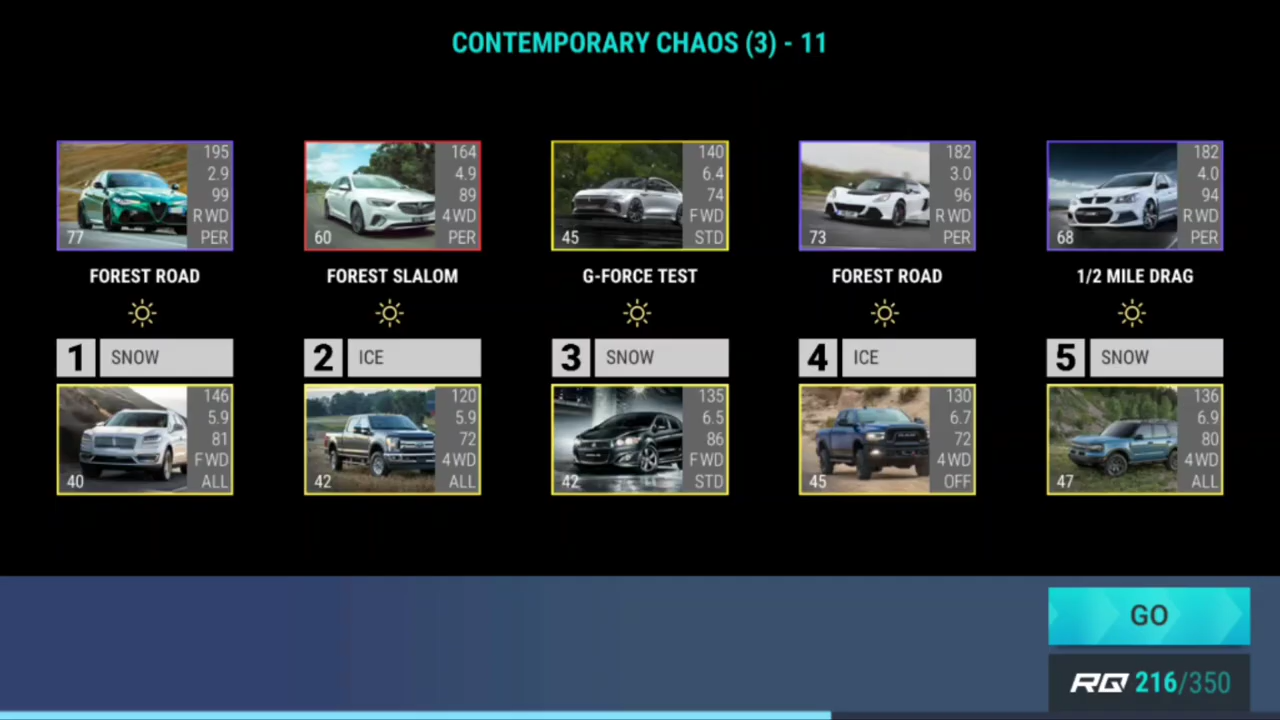 CONTEMPORARY CHAOS (3) - 11
195
2.9
99
RWD
77 PER
164
4.9
89
4WD
60 PER
140
6.4
74
FWD
45 STD
182
3.0
96
RWD
73 PER
182
4.0
94
RWD
68 PER
FOREST ROAD
FOREST SLALOM
G-FORCE TEST
FOREST ROAD
1/2 MILE DRAG
1 SNOW
2 ICE
3 SNOW
4 ICE
5 SNOW
146
5.9
81
FWD
40 ALL
120
5.9
72
4WD
42 ALL
135
6.5
86
FWD
42 STD
130
6.7
72
4WD
45 OFF
136
6.9
80
4WD
47 ALL
GO
RQ 216/350